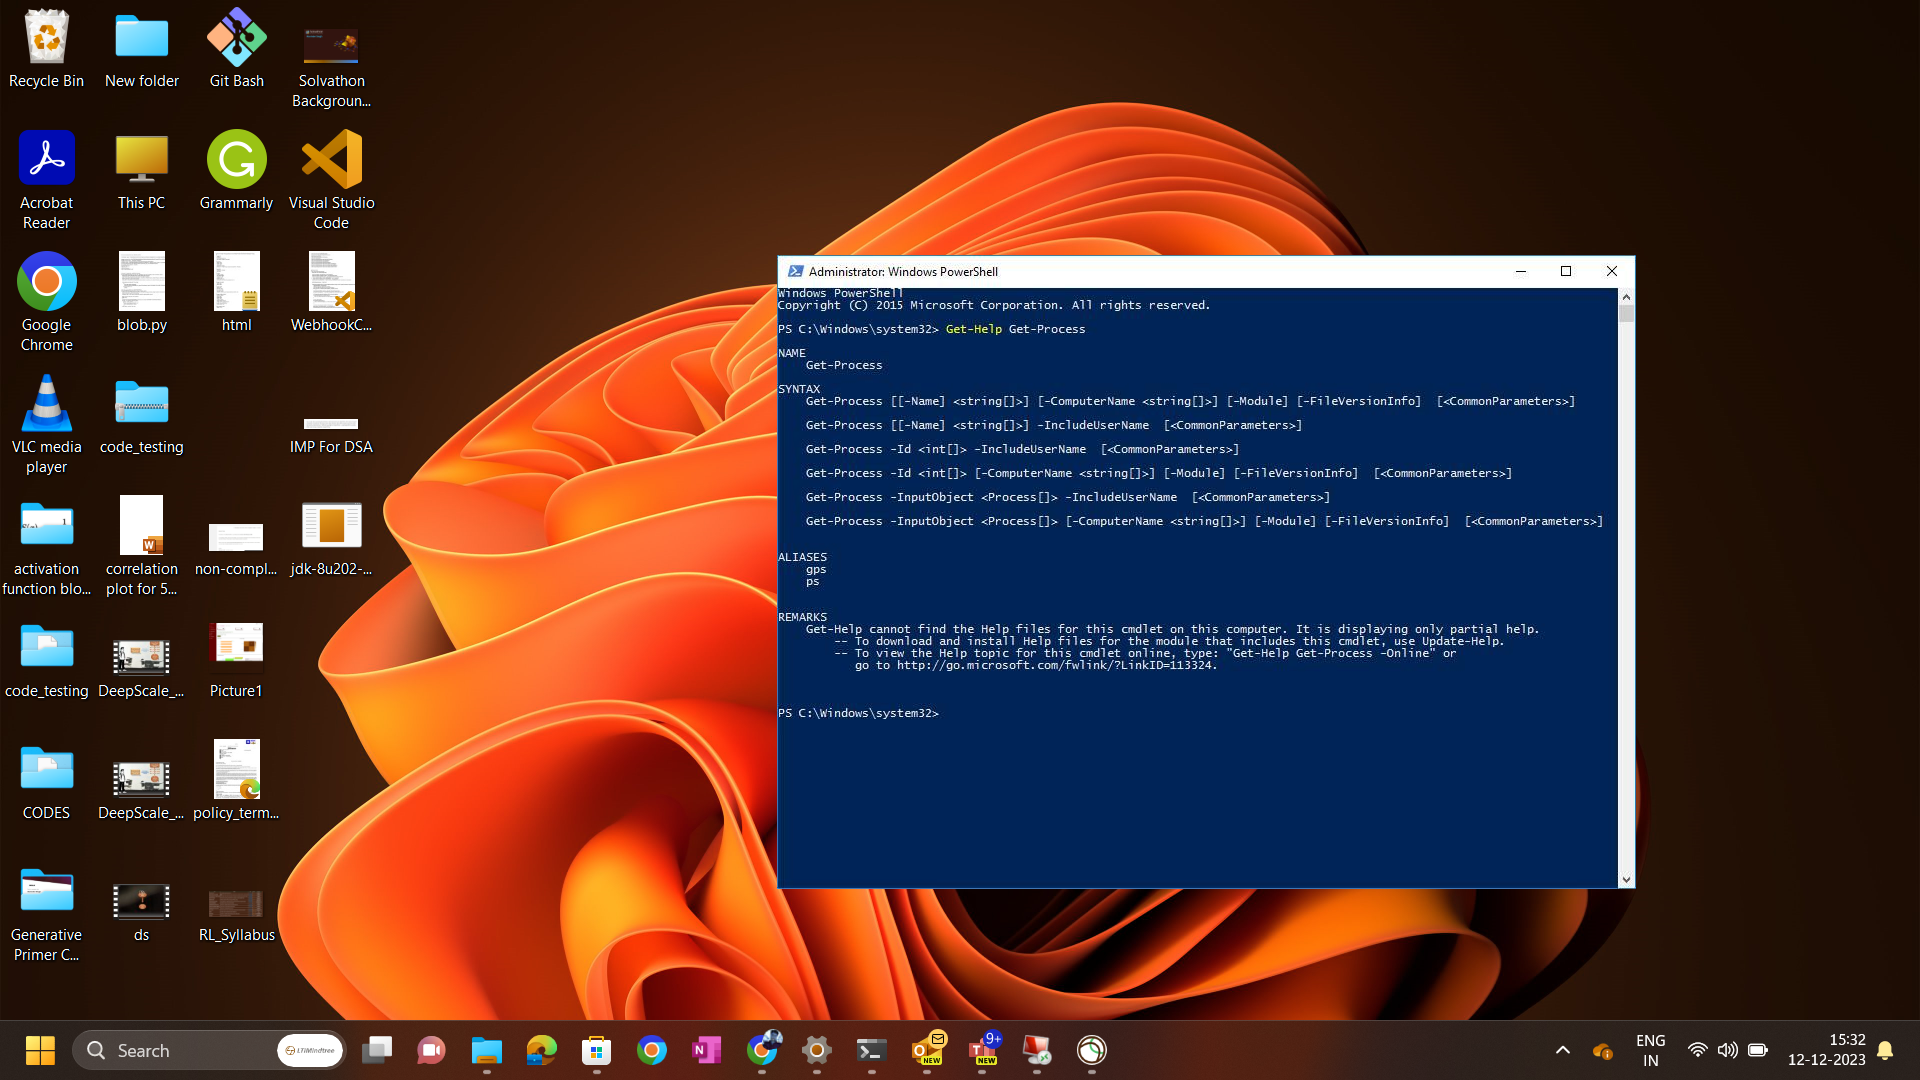 Recycle Bin
New folder
Git Bash
Solvathon
Backgroun...
Acrobat
Reader
This PC
Grammarly
Visual Studio
Code
Google
Chrome
blob.py
html
WebhookC...
VLC media
player
code_testing
IMP For DSA
activation
function blo...
correlation
plot for 5...
non-compl...
jdk-8u202-...
code_testing
DeepScale_...
Picture1
CODES
DeepScale_...
policy_term...
Generative
Primer C...
ds
RL_Syllabus
Administrator: Windows PowerShell
Windows PowerShell
Copyright (C) 2015 Microsoft Corporation. All rights reserved.
PS C:\Windows\system32> Get-Help Get-Process
NAME
Get-Process
SYNTAX
Get-Process [[-Name] <string[]>] [-ComputerName <string[]>] [-Module] [-FileVersionInfo]  [<CommonParameters>]
Get-Process [[-Name] <string[]>] -IncludeUserName  [<CommonParameters>]
Get-Process -Id <int[]> -IncludeUserName  [<CommonParameters>]
Get-Process -Id <int[]> [-ComputerName <string[]>] [-Module] [-FileVersionInfo]  [<CommonParameters>]
Get-Process -InputObject <Process[]> -IncludeUserName  [<CommonParameters>]
Get-Process -InputObject <Process[]> [-ComputerName <string[]>] [-Module] [-FileVersionInfo]  [<CommonParameters>]
ALIASES
gps
ps
REMARKS
Get-Help cannot find the Help files for this cmdlet on this computer. It is displaying only partial help.
-- To download and install Help files for the module that includes this cmdlet, use Update-Help.
-- To view the Help topic for this cmdlet online, type: "Get-Help Get-Process -Online" or
go to http://go.microsoft.com/fwlink/?LinkID=113324.
PS C:\Windows\system32>
Search
LTIMindtree
NEW
9+
NEW
ENG
IN
15:32
12-12-2023